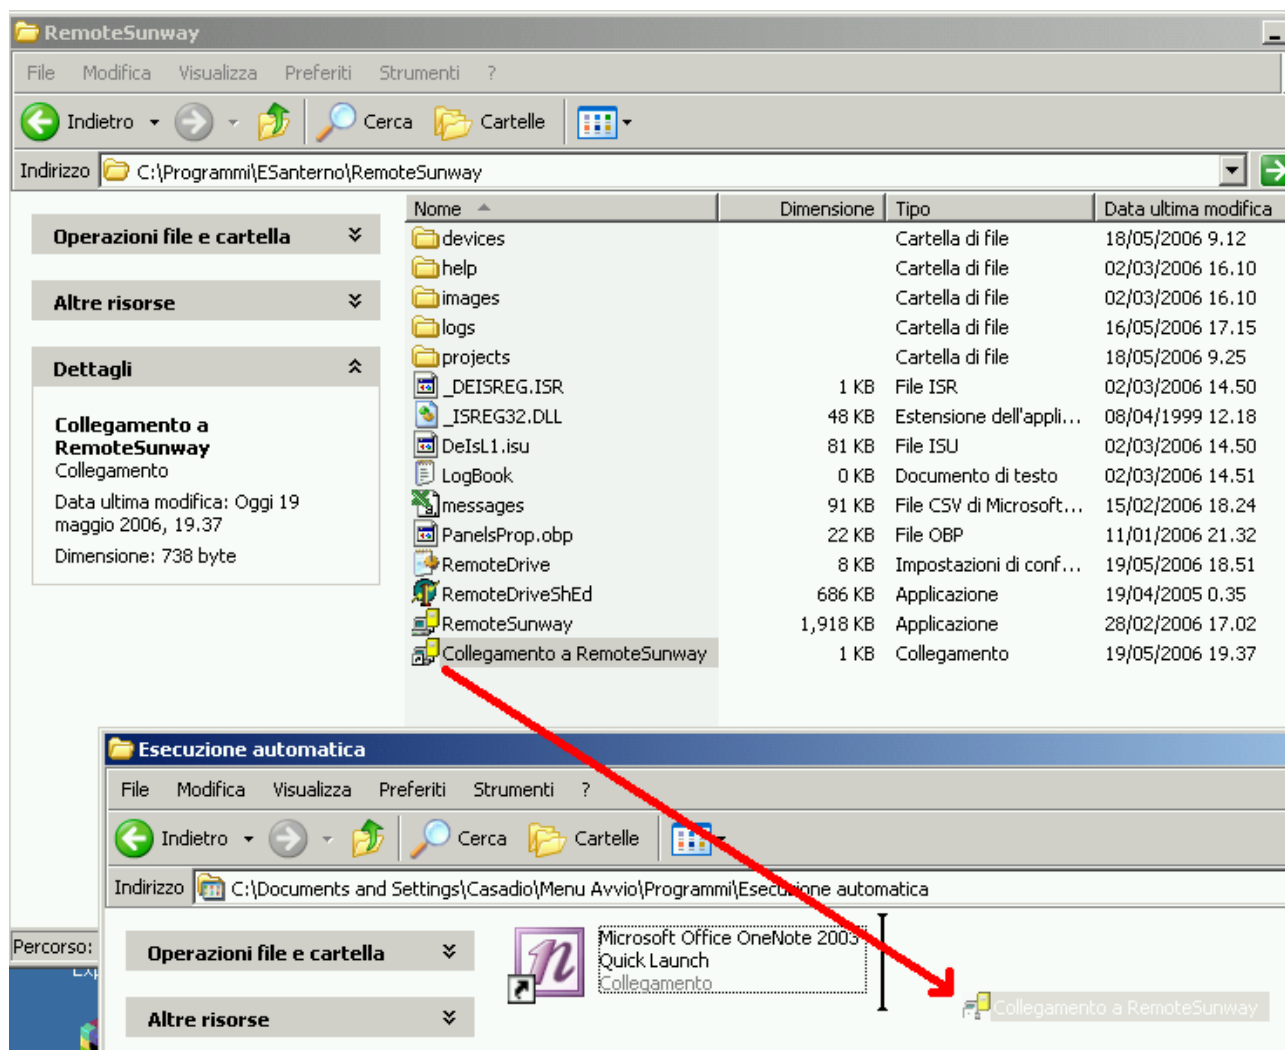 RemoteSunway
File Modifica Visualizza Preferiti Strumenti ?
Indietro Cerca Cartelle
Indirizzo C:\Programmi\ESanterno\RemoteSunway
Nome Dimensione Tipo Data ultima modifica
Operazioni file e cartella
Altre risorse
Dettagli
Collegamento a
RemoteSunway
Collegamento
Data ultima modifica: Oggi 19
maggio 2006, 19.37
Dimensione: 738 byte
devices Cartella di file 18/05/2006 9.12
help Cartella di file 02/03/2006 16.10
images Cartella di file 02/03/2006 16.10
logs Cartella di file 16/05/2006 17.15
projects Cartella di file 18/05/2006 9.25
_DEISREG.ISR 1 KB File ISR 02/03/2006 14.50
_ISREG32.DLL 48 KB Estensione dell'appli... 08/04/1999 12.18
DeIsL1.isu 81 KB File ISU 02/03/2006 14.50
LogBook 0 KB Documento di testo 02/03/2006 14.51
messages 91 KB File CSV di Microsoft... 15/02/2006 18.24
PanelsProp.obp 22 KB File OBP 11/01/2006 21.32
RemoteDrive 8 KB Impostazioni di conf... 19/05/2006 18.51
RemoteDriveShEd 686 KB Applicazione 19/04/2005 0.35
RemoteSunway 1,918 KB Applicazione 28/02/2006 17.02
Collegamento a RemoteSunway 1 KB Collegamento 19/05/2006 19.37
Esecuzione automatica
File Modifica Visualizza Preferiti Strumenti ?
Indietro Cerca Cartelle
Indirizzo C:\Documents and Settings\Casadio\Menu Avvio\Programmi\Esecuzione automatica
Percorso:
Operazioni file e cartella
Altre risorse
Microsoft Office OneNote 2003
Quick Launch
Collegamento
Collegamento a RemoteSunway